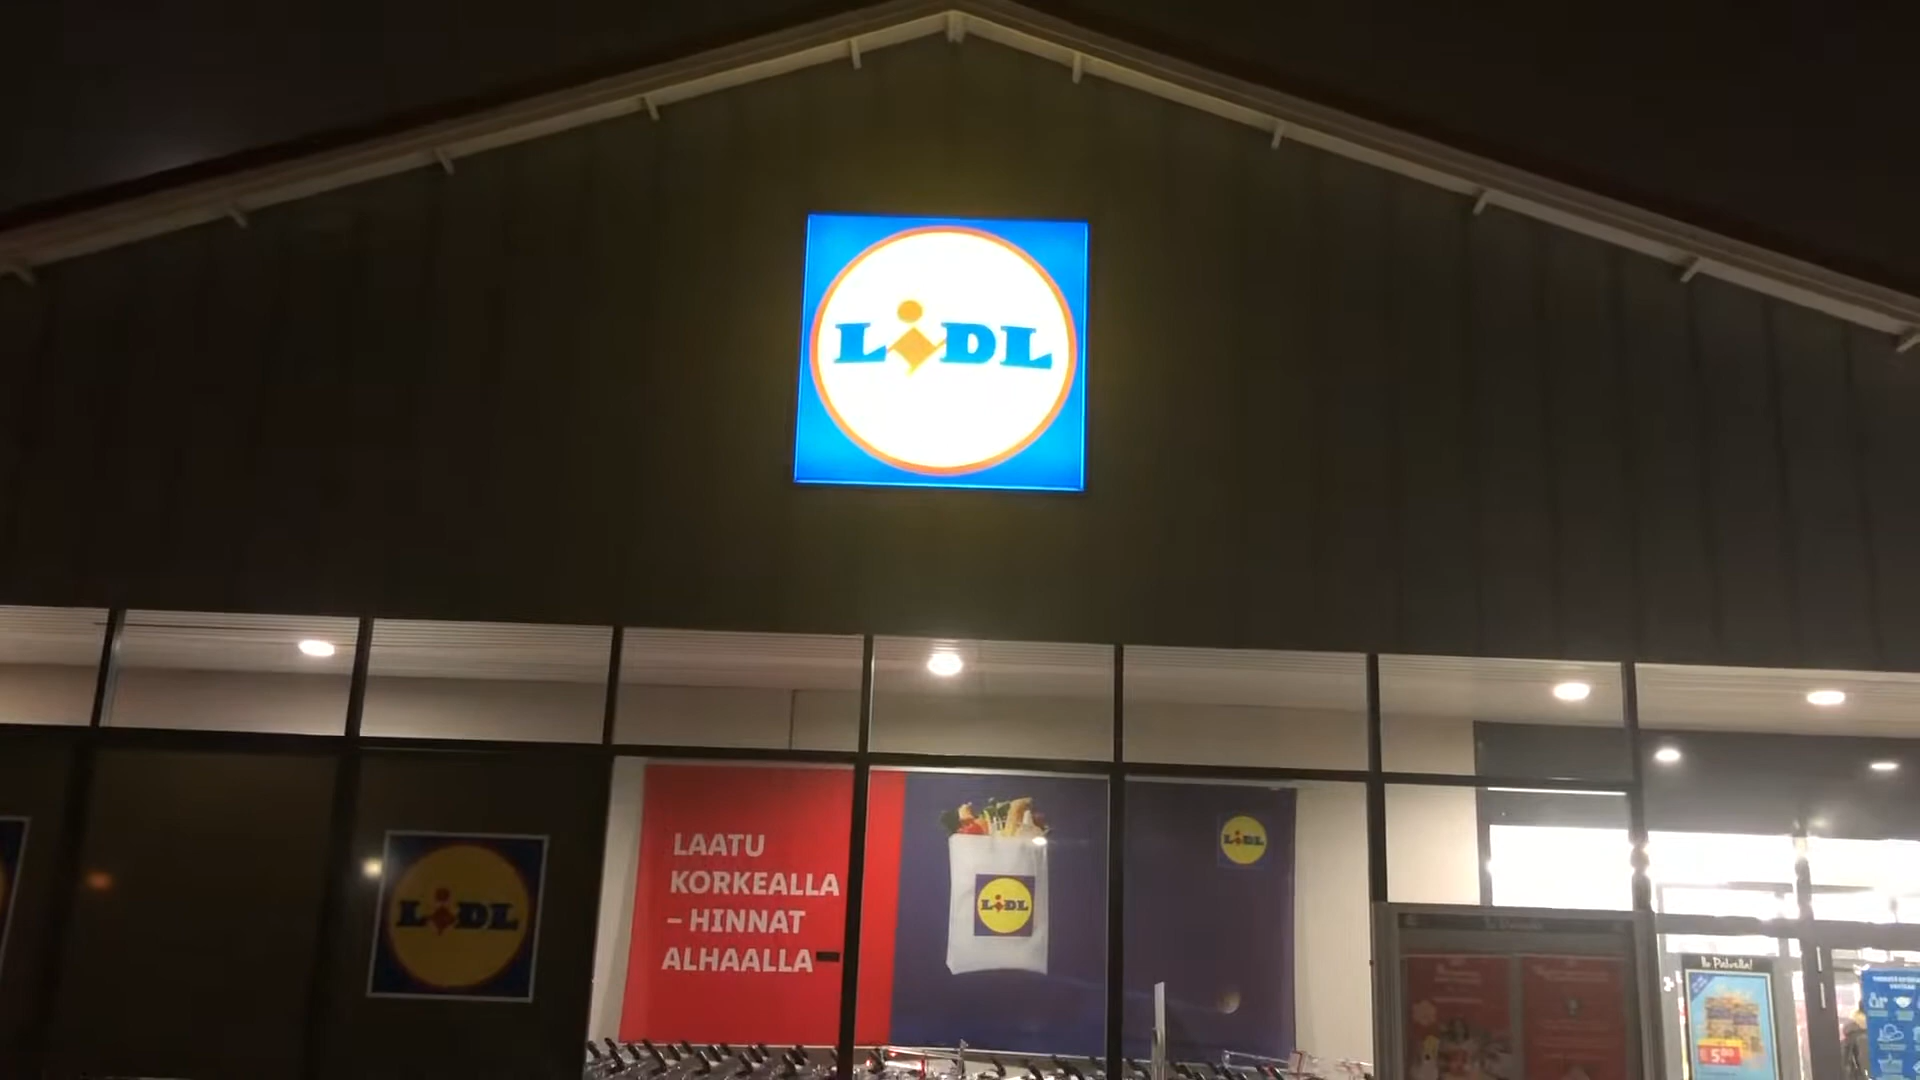 LiDL
LAATU
KORKEALLA
– HINNAT
ALHAALLA
LiDL
LiDL
LiDL